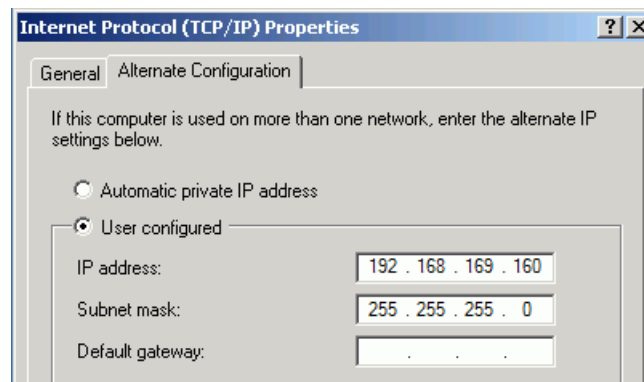 Internet Protocol (TCP/IP) Properties
General
Alternate Configuration
If this computer is used on more than one network, enter the alternate IP
settings below.
Automatic private IP address
User configured
IP address: 192 . 168 . 169 . 160
Subnet mask: 255 . 255 . 255 . 0
Default gateway: . . .